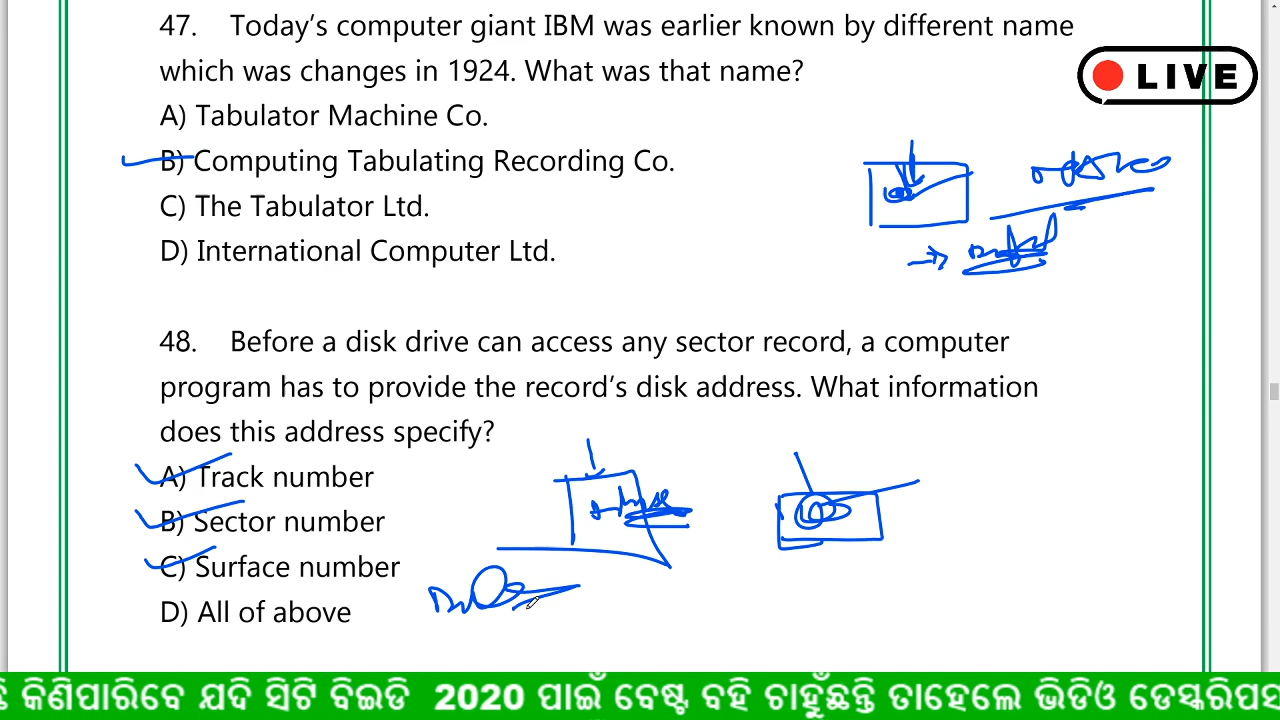 47. Today's computer giant IBM was earlier known by different name
which was changes in 1924. What was that name?
LIVE
A) Tabulator Machine Co.
B) Computing Tabulating Recording Co.
C) The Tabulator Ltd.
D) International Computer Ltd.
48. Before a disk drive can access any sector record, a computer
program has to provide the record's disk address. What information
does this address specify?
A) Track number
B) Sector number
C) Surface number
D) All of above
କିଣିପାରିବେ ଯଦି ସିଟି ବିଇଡି 2020 ପାଇଁ ବେଷ୍ଟ ବହି ଚାହୁଁଛନ୍ତି ତାହେଲେ ଭିଡିଓ ଡେସ୍କରିପସ